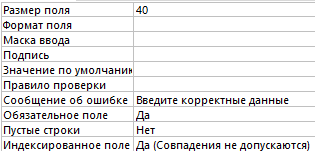 Размер поля 40
Формат поля
Маска ввода
Подпись
Значение по умолчани
Правило проверки
Сообщение об ошибке Введите корректные данные
Обязательное поле Да
Пустые строки Нет
Индексированное поле Да (Совпадения не допускаются)